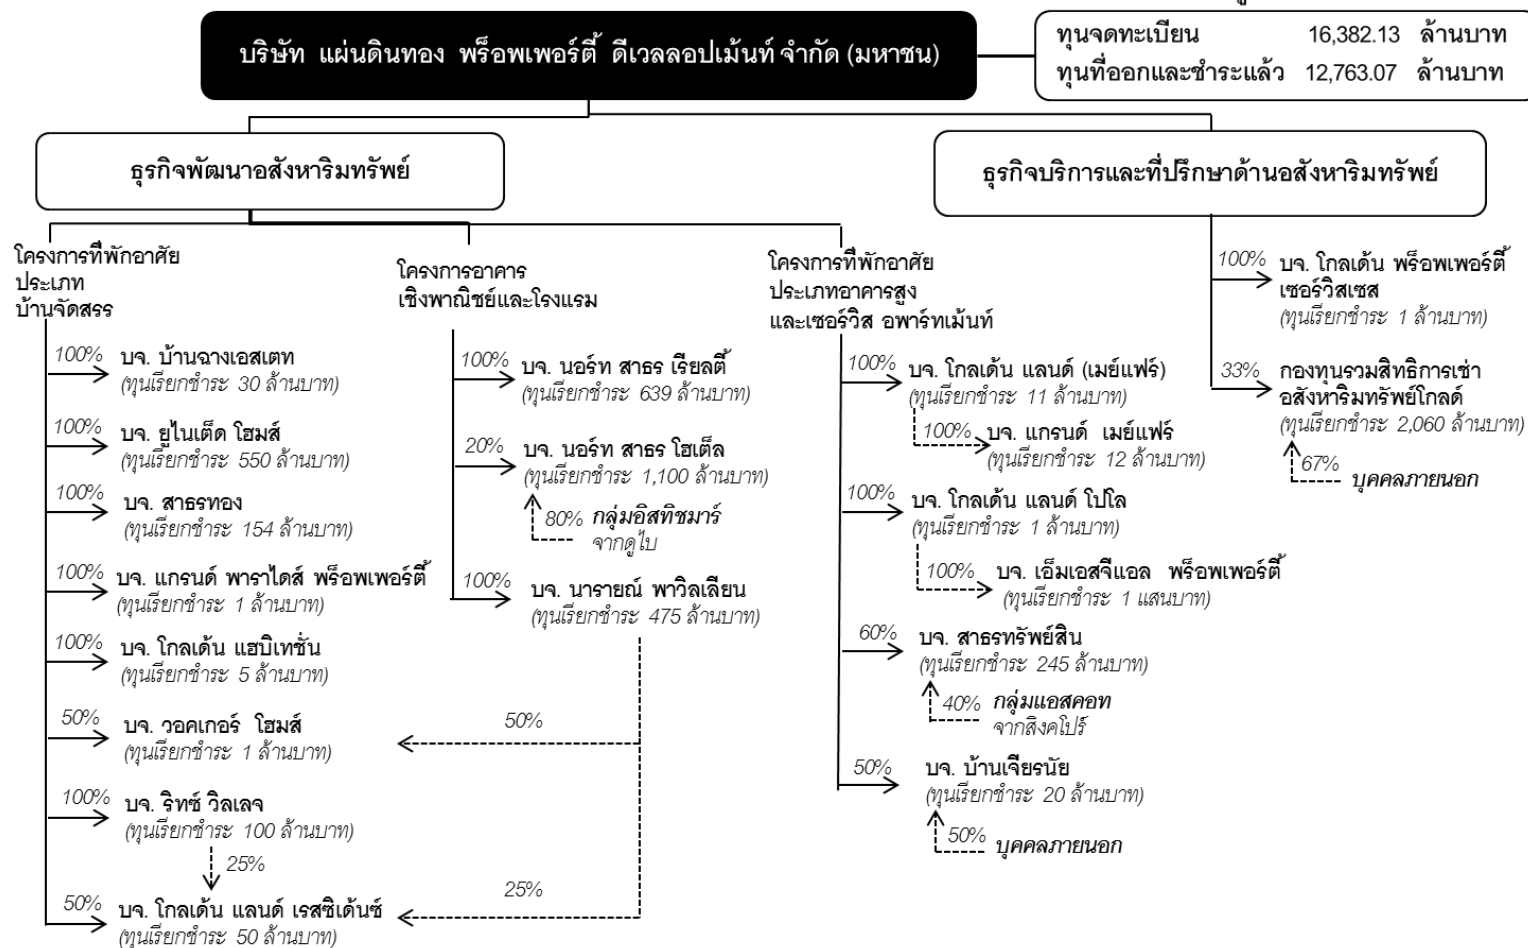 บริษัท แผ่นดินทอง พร็อพเพอร์ตี้ ดีเวลลอปเม้นท์ จำกัด (มหาชน)
ทุนจดทะเบียน 16,382.13 ล้านบาท
ทุนที่ออกและชำระแล้ว 12,763.07 ล้านบาท
ธุรกิจพัฒนาอสังหาริมทรัพย์
ธุรกิจบริการและที่ปรึกษาด้านอสังหาริมทรัพย์
โครงการที่พักอาศัย
ประเภท
บ้านจัดสรร
100% บจ. บ้านฉางเอสเตท
(ทุนเรียกชำระ 30 ล้านบาท)
100% บจ. ยูไนเต็ด โฮมส์
(ทุนเรียกชำระ 550 ล้านบาท)
100% บจ. สาธรทอง
(ทุนเรียกชำระ 154 ล้านบาท)
100% บจ. แกรนด์ พาราไดส์ พร็อพเพอร์ตี้
(ทุนเรียกชำระ 1 ล้านบาท)
100% บจ. โกลเด้น แฮบิเทชั่น
(ทุนเรียกชำระ 5 ล้านบาท)
50% บจ. วอคเกอร์ โฮมส์
(ทุนเรียกชำระ 1 ล้านบาท)
100% บจ. ริทซ์ วิลเลจ
(ทุนเรียกชำระ 100 ล้านบาท)
25%
50% บจ. โกลเด้น แลนด์ เรสซิเด้นซ์
(ทุนเรียกชำระ 50 ล้านบาท)
โครงการอาคาร
เชิงพาณิชย์และโรงแรม
100% บจ. นอร์ท สาธร เรียลตี้
(ทุนเรียกชำระ 639 ล้านบาท)
20% บจ. นอร์ท สาธร โฮเต็ล
(ทุนเรียกชำระ 1,100 ล้านบาท)
80% กลุ่มอิสทิชมาร์
จากดูไบ
100% บจ. นารายณ์ พาวิลเลียน
(ทุนเรียกชำระ 475 ล้านบาท)
50%
25%
โครงการที่พักอาศัย
ประเภทอาคารสูง
และเซอร์วิส อพาร์ทเม้นท์
100% บจ. โกลเด้น แลนด์ (เมย์แฟร์)
(ทุนเรียกชำระ 11 ล้านบาท)
100% บจ. แกรนด์ เมย์แฟร์
(ทุนเรียกชำระ 12 ล้านบาท)
100% บจ. โกลเด้น แลนด์ โปโล
(ทุนเรียกชำระ 1 ล้านบาท)
100% บจ. เอ็มเอสจีแอล พร็อพเพอร์ตี้
(ทุนเรียกชำระ 1 แสนบาท)
60% บจ. สาธรทรัพย์สิน
(ทุนเรียกชำระ 245 ล้านบาท)
40% กลุ่มแอสคอท
จากสิงคโปร์
50% บจ. บ้านเจียรนัย
(ทุนเรียกชำระ 20 ล้านบาท)
50% บุคคลภายนอก
100% บจ. โกลเด้น พร็อพเพอร์ตี้
เซอร์วิสเซส
(ทุนเรียกชำระ 1 ล้านบาท)
33% กองทุนรวมสิทธิการเช่า
อสังหาริมทรัพย์โกลด์
(ทุนเรียกชำระ 2,060 ล้านบาท)
67% บุคคลภายนอก